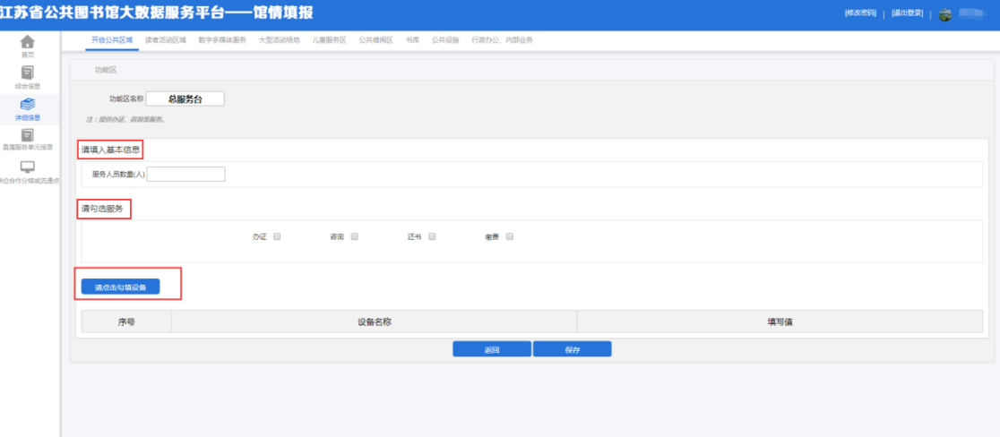 江苏省公共图书馆大数据服务平台——馆情填报
[修改密码] | [退出登录] |
首页
综合信息
详细信息
直属服务单元信息
单位合作分馆或流通点
开放公共区域 读者活动区域 数字多媒体服务 大型活动场地 儿童服务区 公共借阅区 书库 公共设施 行政办公、内部业务
功能区
功能区名称 总服务台
注：提供办证、咨询等服务。
请填入基本信息
服务人员数量(人)
请勾选服务
办证 咨询 还书 缴费
请点击勾填设备
序号 设备名称 填写值
返回 保存